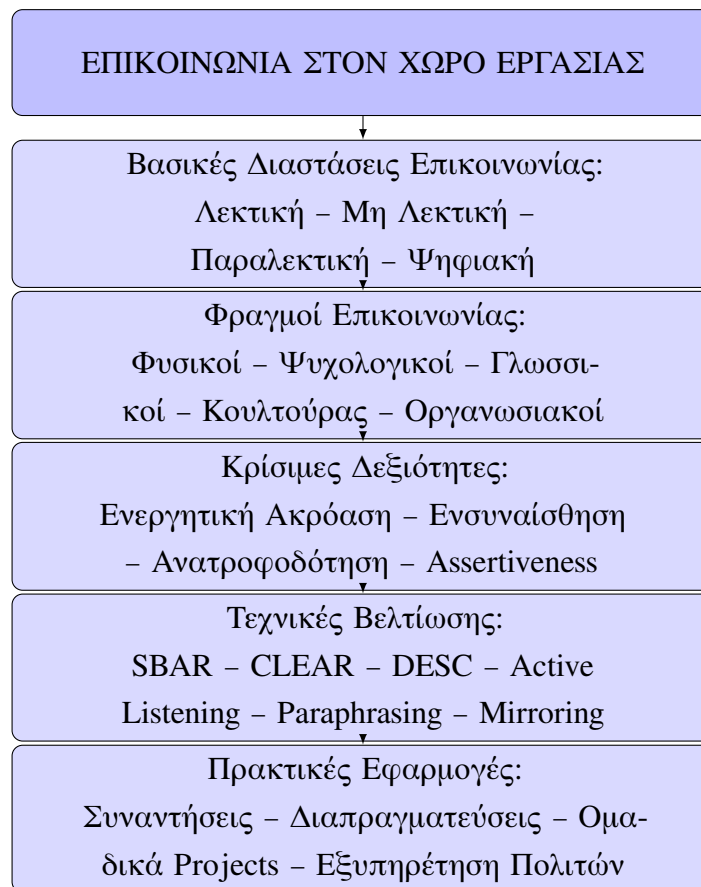 ΕΠΙΚΟΙΝΩΝΙΑ ΣΤΟΝ ΧΩΡΟ ΕΡΓΑΣΙΑΣ
Βασικές Διαστάσεις Επικοινωνίας:
Λεκτική – Μη Λεκτική –
Παραλεκτική – Ψηφιακή
Φραγμοί Επικοινωνίας:
Φυσικοί – Ψυχολογικοί – Γλωσσι-
κοί – Κουλτούρας – Οργανωσιακοί
Κρίσιμες Δεξιότητες:
Ενεργητική Ακρόαση – Ενσυναίσθηση
– Ανατροφοδότηση – Assertiveness
Τεχνικές Βελτίωσης:
SBAR – CLEAR – DESC – Active
Listening – Paraphrasing – Mirroring
Πρακτικές Εφαρμογές:
Συναντήσεις – Διαπραγματεύσεις – Ομα-
δικά Projects – Εξυπηρέτηση Πολιτών